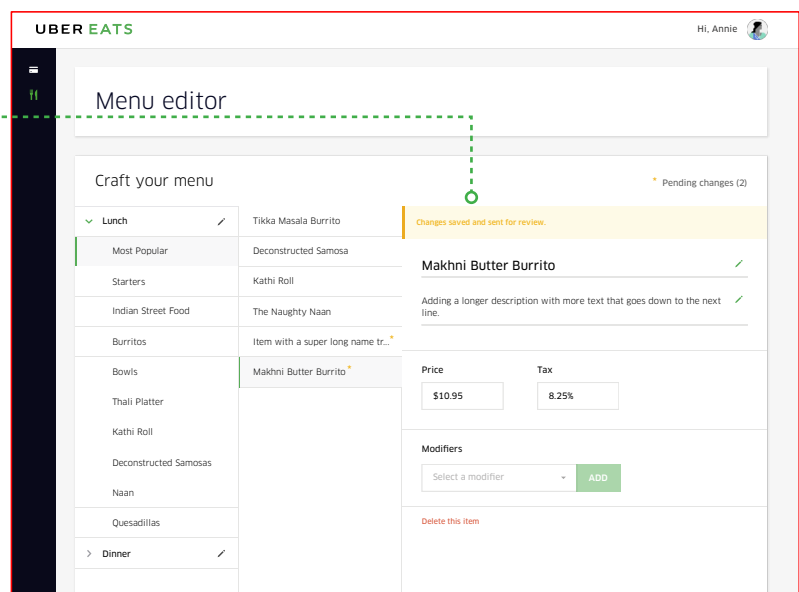 UBER EATS
Hi, Annie
Menu editor
Craft your menu
* Pending changes (2)
Lunch
Most Popular
Starters
Indian Street Food
Burritos
Bowls
Thali Platter
Kathi Roll
Deconstructed Samosas
Naan
Quesadillas
Dinner
Tikka Masala Burrito
Deconstructed Samosa
Kathi Roll
The Naughty Naan
Item with a super long name tr...*
Makhni Butter Burrito*
Changes saved and sent for review.
Makhni Butter Burrito
Adding a longer description with more text that goes down to the next
line.
Price
Tax
$10.95
8.25%
Modifiers
Select a modifier
ADD
Delete this item